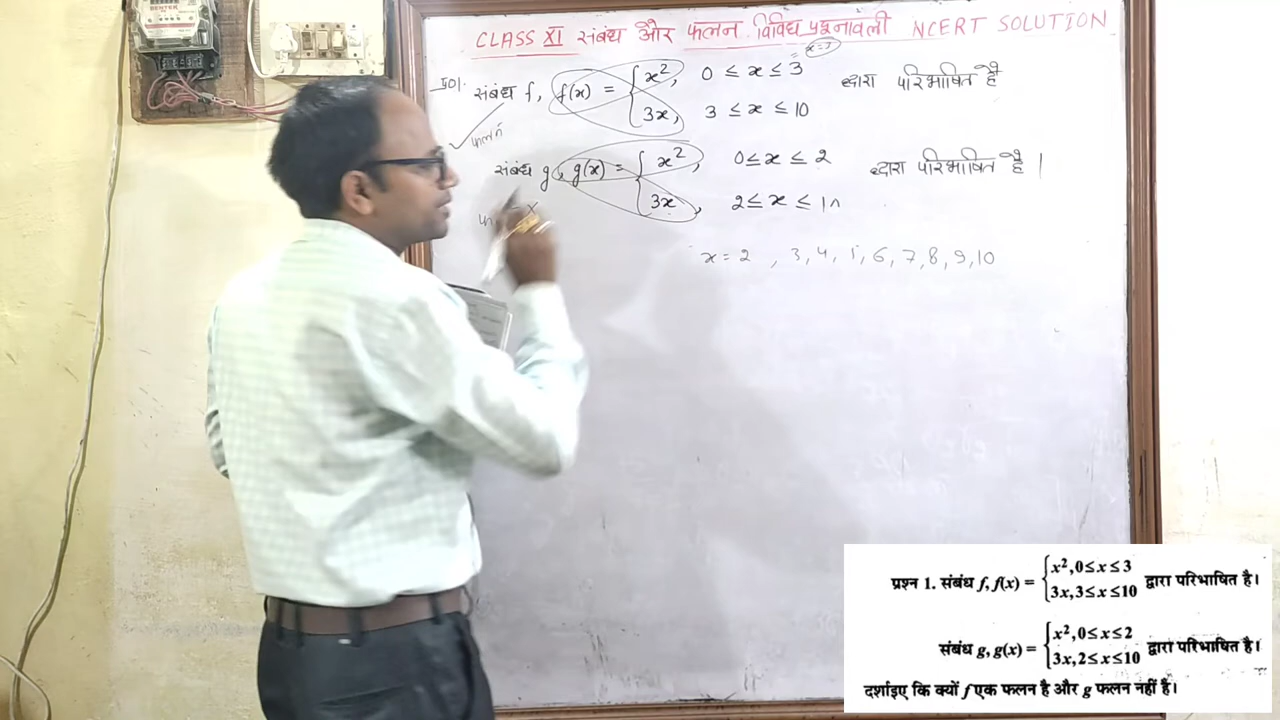 CLASS XI संबंध और फलन विविध प्रश्नावली NCERT SOLUTION
x=3
संबंध f, f(x) = { x², 0 ≤ x ≤ 3 द्वारा परिभाषित है
3x, 3 ≤ x ≤ 10
फलन
संबंध g, g(x) = { x², 0 ≤ x ≤ 2 द्वारा परिभाषित है।
3x, 2 ≤ x ≤ 10
x = 2, 3, 4, 5, 6, 7, 8, 9, 10
प्रश्न 1. संबंध f, f(x) = { x², 0≤x≤3
3x, 3≤x≤10 द्वारा परिभाषित है।
संबंध g, g(x) = { x², 0≤x≤2
3x, 2≤x≤10 द्वारा परिभाषित है।
दर्शाइए कि क्यों f एक फलन है और g फलन नहीं है।